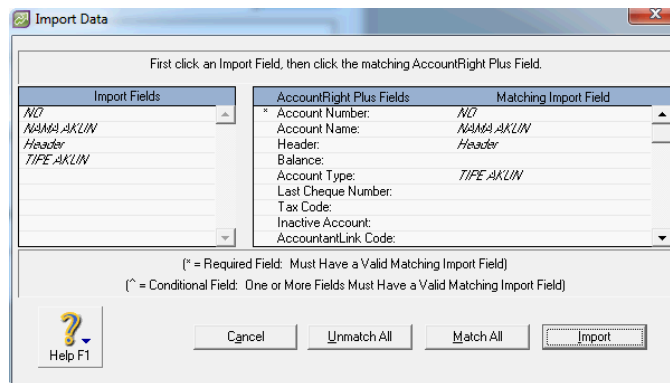 Import Data
First click an Import Field, then click the matching AccountRight Plus Field.
Import Fields
NO
NAMA AKUN
Header
TIPE AKUN
AccountRight Plus Fields Matching Import Field
* Account Number: NO
Account Name: NAMA AKUN
Header: Header
Balance:
Account Type: TIPE AKUN
Last Cheque Number:
Tax Code:
Inactive Account:
AccountantLink Code:
(* = Required Field: Must Have a Valid Matching Import Field)
(^ = Conditional Field: One or More Fields Must Have a Valid Matching Import Field)
Help F1
Cancel
Unmatch All
Match All
Import